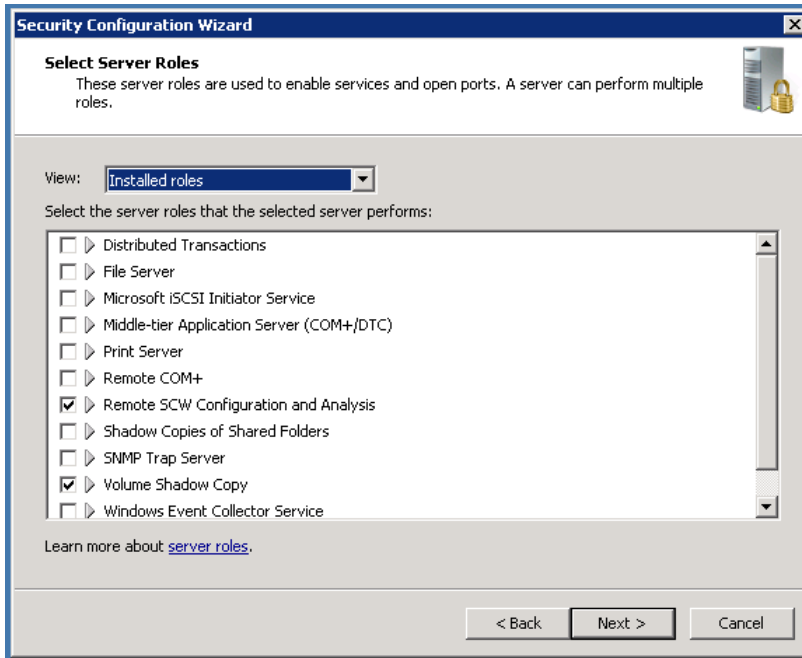 Security Configuration Wizard
Select Server Roles
These server roles are used to enable services and open ports. A server can perform multiple
roles.
View: Installed roles
Select the server roles that the selected server performs:
Distributed Transactions
File Server
Microsoft iSCSI Initiator Service
Middle-tier Application Server (COM+/DTC)
Print Server
Remote COM+
Remote SCW Configuration and Analysis
Shadow Copies of Shared Folders
SNMP Trap Server
Volume Shadow Copy
Windows Event Collector Service
Learn more about server roles.
< Back Next > Cancel